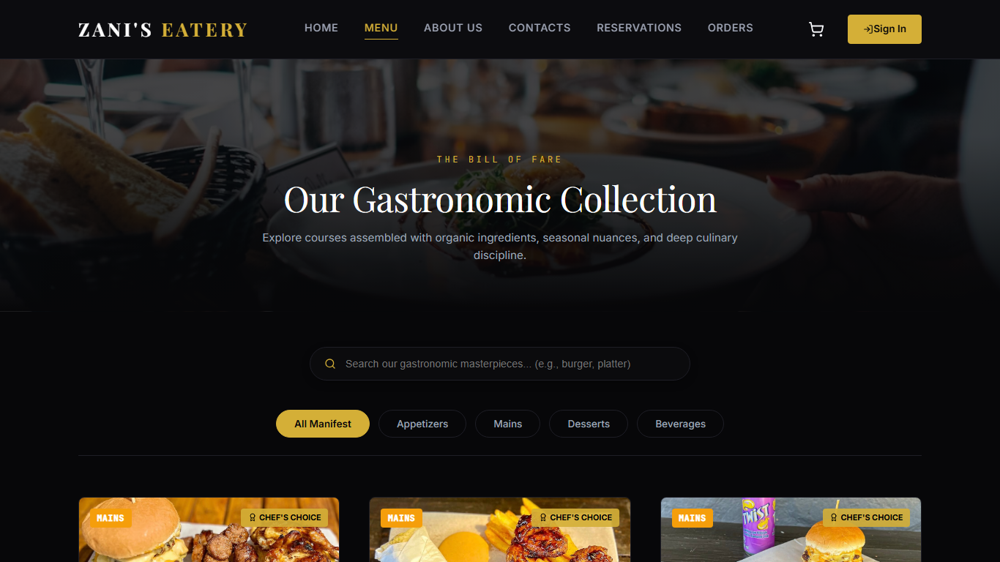 ZANI'S EATERY
HOME MENU ABOUT US CONTACTS RESERVATIONS ORDERS
Sign In
THE BILL OF FARE
Our Gastronomic Collection
Explore courses assembled with organic ingredients, seasonal nuances, and deep culinary
discipline.
Search our gastronomic masterpieces... (e.g., burger, platter)
All Manifest Appetizers Mains Desserts Beverages
MAINS CHEF'S CHOICE
MAINS CHEF'S CHOICE
MAINS CHEF'S CHOICE
TWIST